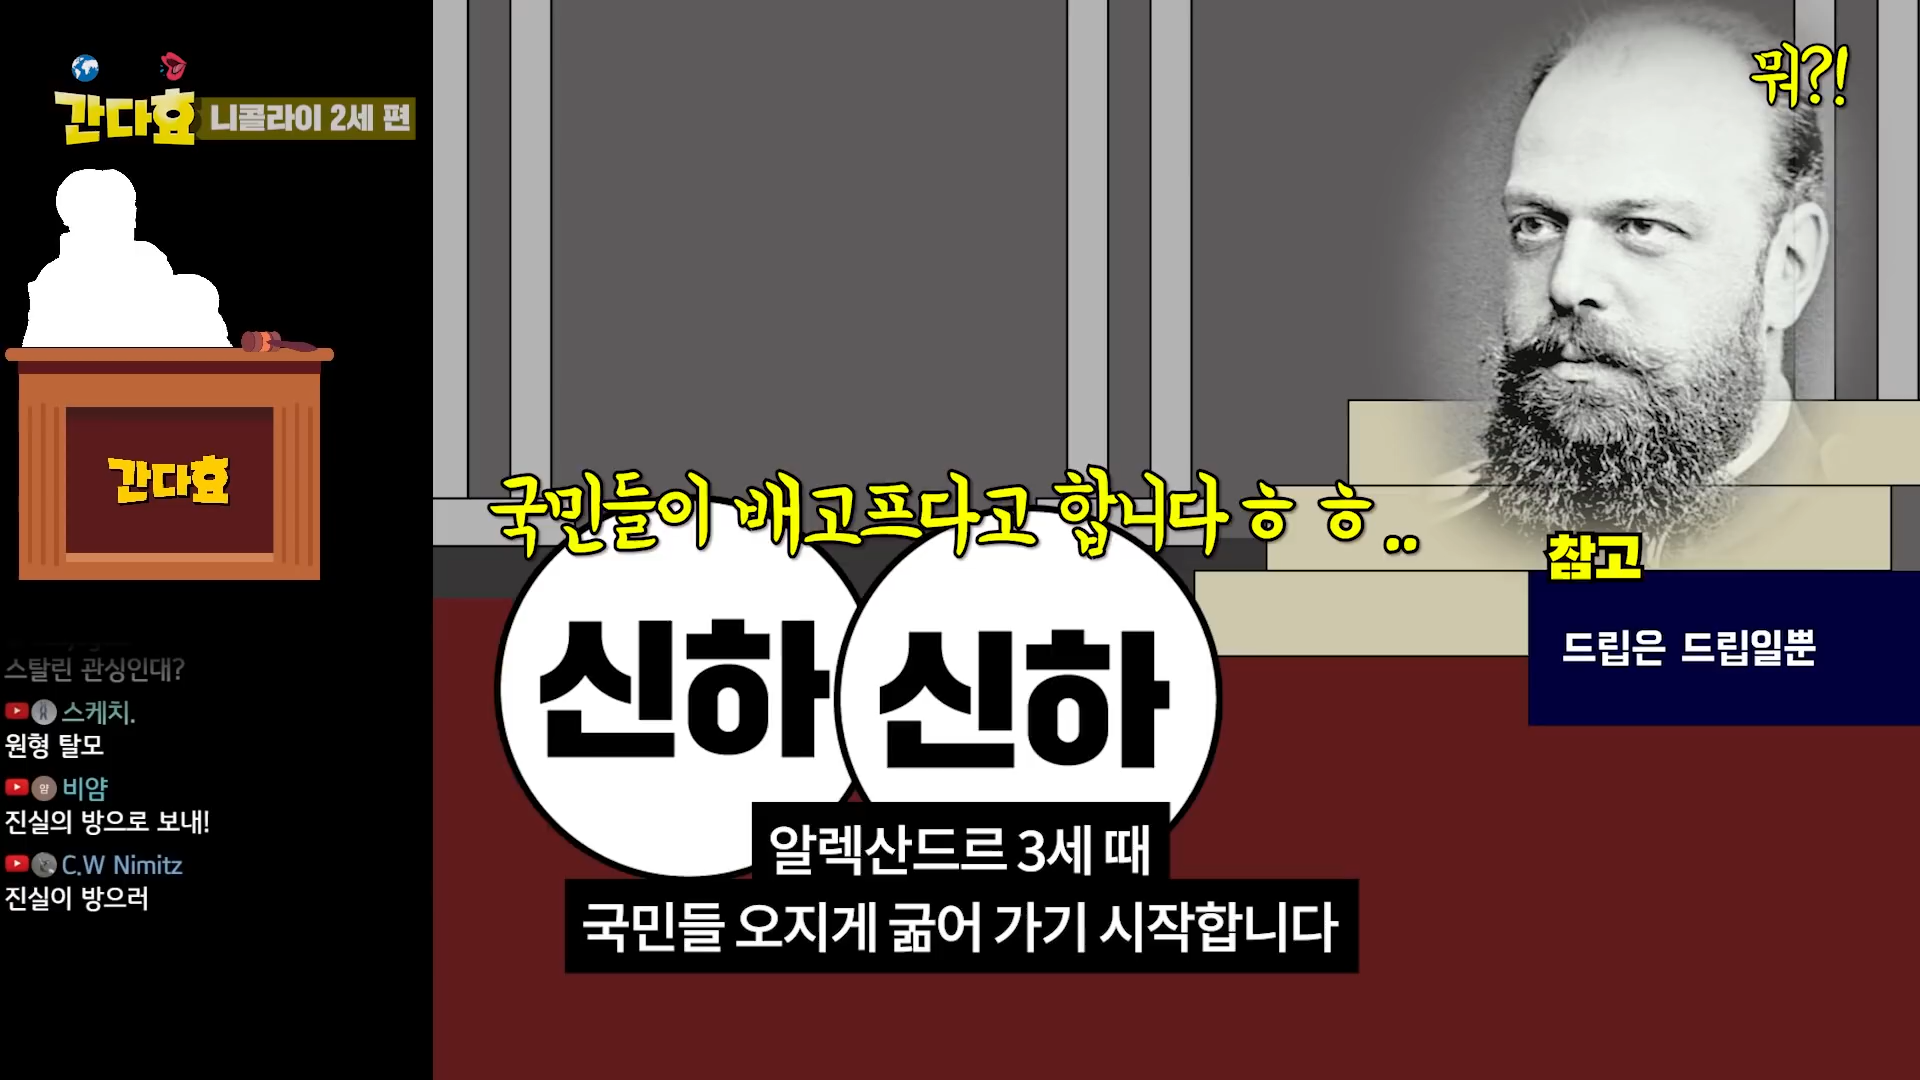 간다효
니콜라이 2세 편
간다효
스탈린 관싱인대?
스케치.
원형 탈모
암
비얌
진실의 방으로 보내!
C.W Nimitz
진실이 방으러
뭐?!
국민들이 배고프다고 합니다 ㅎ ㅎ..
참고
드립은 드립일뿐
신하
신하
알렉산드르 3세 때
국민들 오지게 굶어 가기 시작합니다